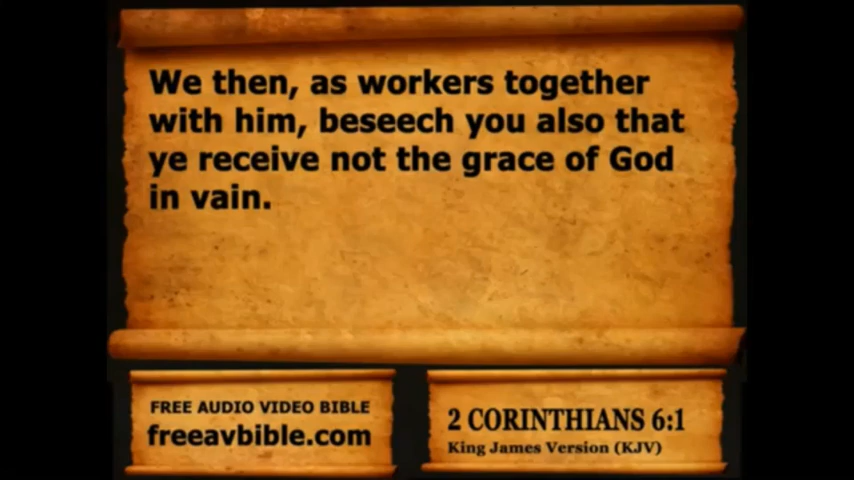 We then, as workers together
with him, beseech you also that
ye receive not the grace of God
in vain.
FREE AUDIO VIDEO BIBLE
freeavbible.com
2 CORINTHIANS 6:1
King James Version (KJV)